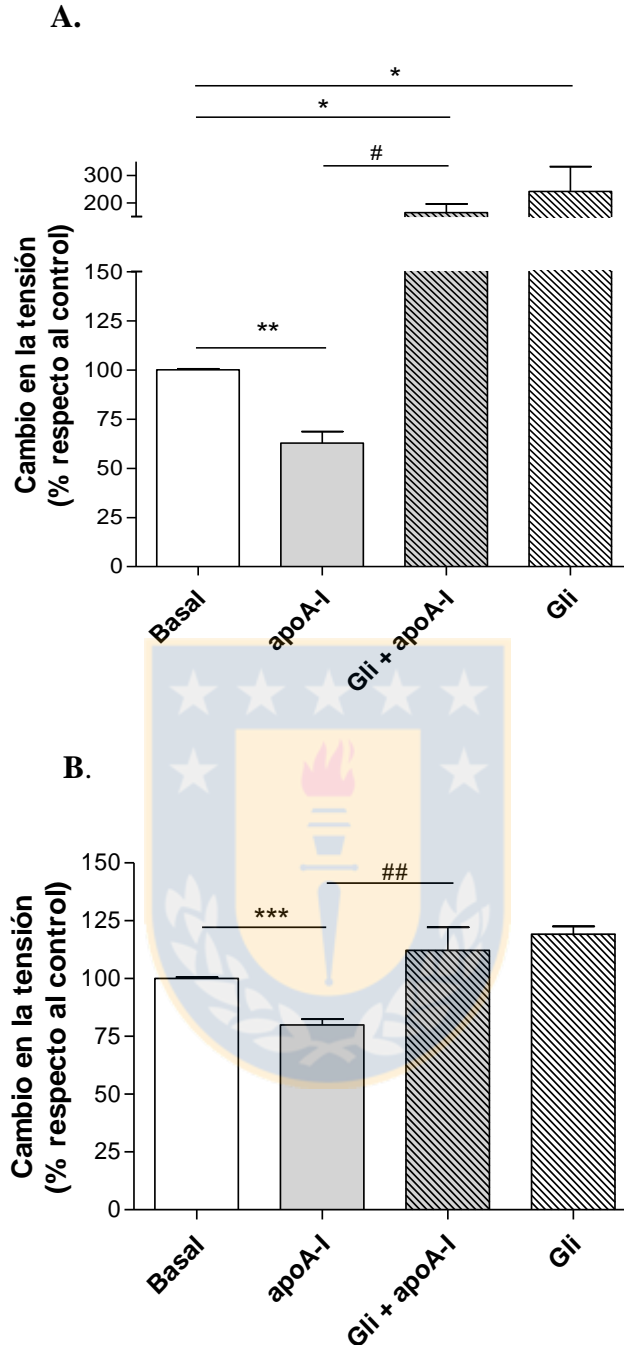 A.
*
*
#
300
200
150
**
125
100
75
50
25
0
Cambio en la tensión
(% respecto al control)
Basal
apoA-I
Gli + apoA-I
Gli
B.
150
##
125
***
100
75
50
25
0
Cambio en la tensión
(% respecto al control)
Basal
apoA-I
Gli + apoA-I
Gli